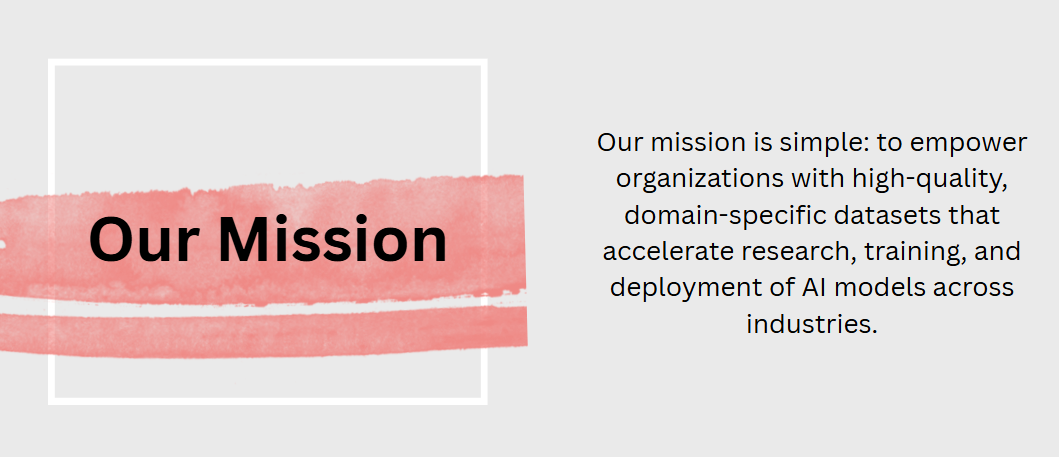 Our Mission
Our mission is simple: to empower
organizations with high-quality,
domain-specific datasets that
accelerate research, training, and
deployment of AI models across
industries.